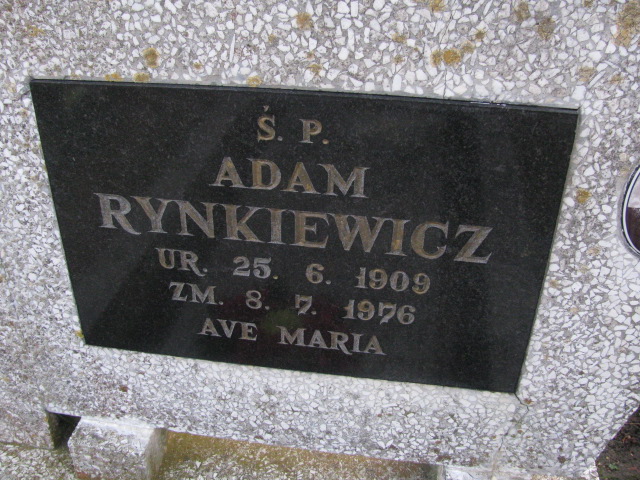 Ś. P.
ADAM
RYNKIEWICZ
UR. 25. 6. 1909
ZM. 8. 7. 1976
AVE MARIA